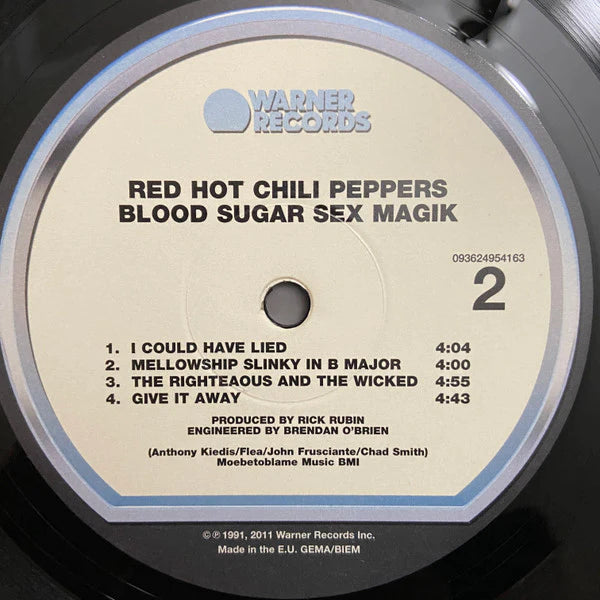 WARNER
RECORDS
RED HOT CHILI PEPPERS
BLOOD SUGAR SEX MAGIK
093624954163
2
1. I COULD HAVE LIED 4:04
2. MELLOWSHIP SLINKY IN B MAJOR 4:00
3. THE RIGHTEAOUS AND THE WICKED 4:55
4. GIVE IT AWAY 4:43
PRODUCED BY RICK RUBIN
ENGINEERED BY BRENDAN O'BRIEN
(Anthony Kiedis/Flea/John Frusciante/Chad Smith)
Moebetoblame Music BMI
©℗ 1991, 2011 Warner Records Inc.
Made in the E.U. GEMA/BIEM